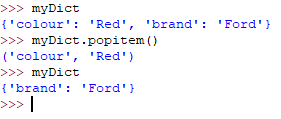 >>> myDict
{'colour': 'Red', 'brand': 'Ford'}
>>> myDict.popitem()
('colour', 'Red')
>>> myDict
{'brand': 'Ford'}
>>>